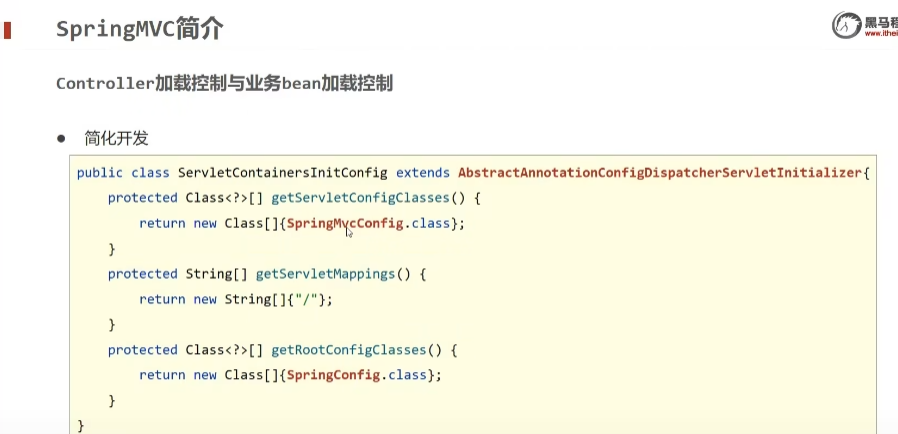 SpringMVC简介
黑马程
www.ithei
Controller加载控制与业务bean加载控制
● 简化开发
public class ServletContainersInitConfig extends AbstractAnnotationConfigDispatcherServletInitializer{
protected Class<?>[] getServletConfigClasses() {
return new Class[]{SpringMvcConfig.class};
}
protected String[] getServletMappings() {
return new String[]{"/"};
}
protected Class<?>[] getRootConfigClasses() {
return new Class[]{SpringConfig.class};
}
}